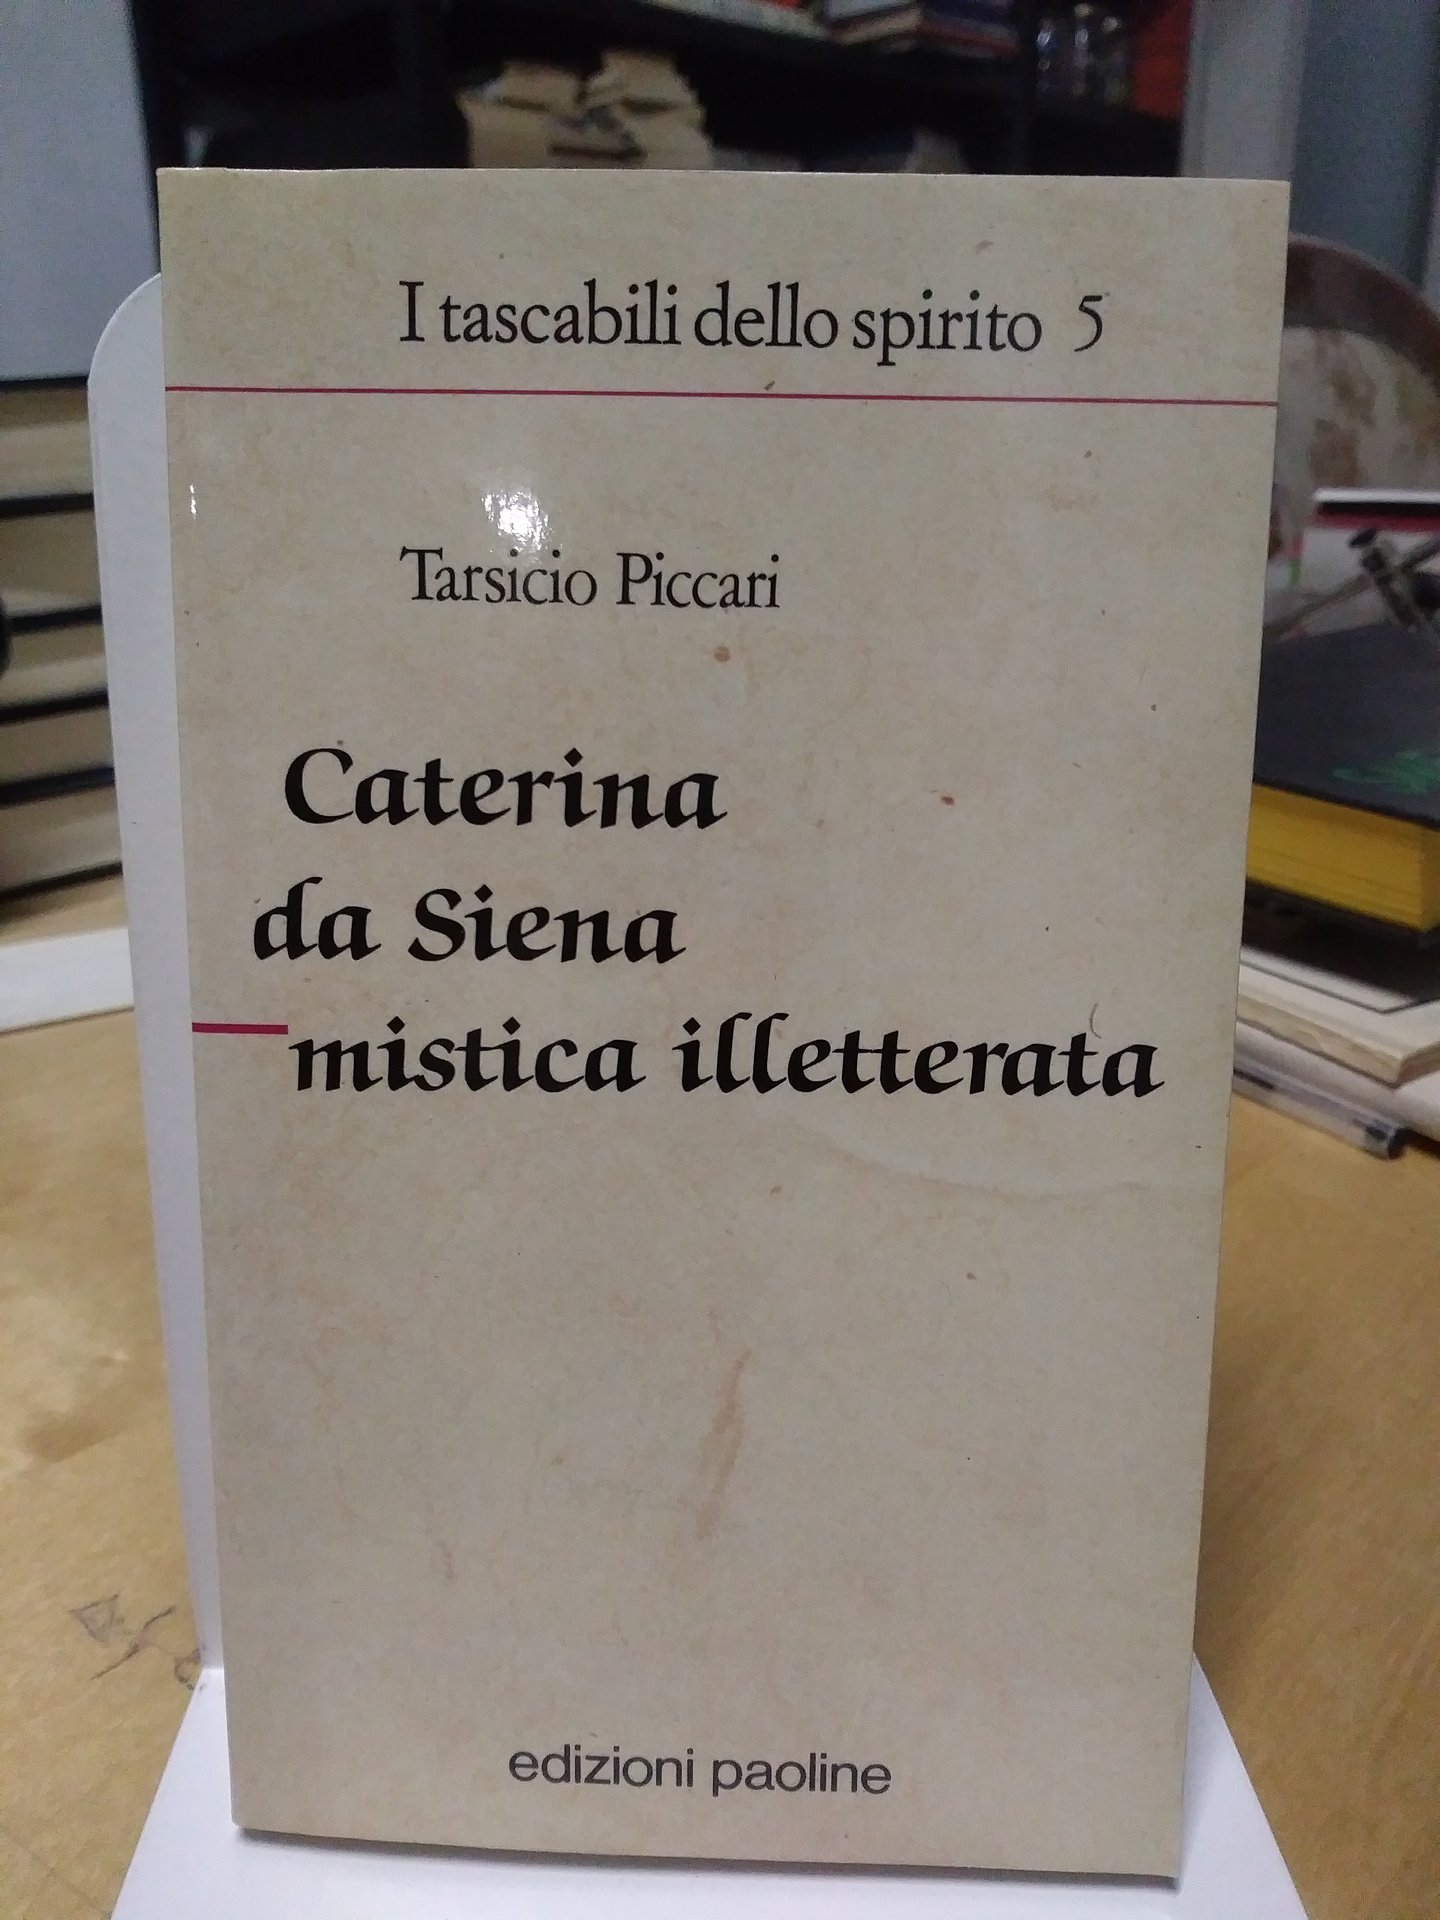 I tascabili dello spirito 5
Tarsicio Piccari
Caterina
da Siena
mistica illetterata
edizioni paoline